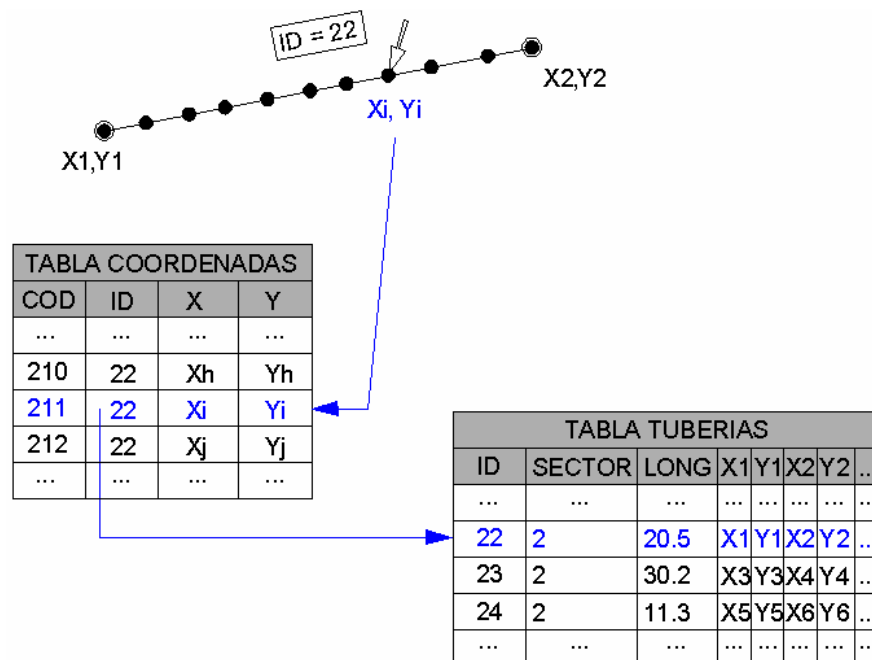 ID = 22
X2,Y2
Xi, Yi
X1,Y1
TABLA COORDENADAS
COD ID X Y
... ... ... ...
210 22 Xh Yh
211 22 Xi Yi
212 22 Xj Yj
... ... ... ...
TABLA TUBERIAS
ID SECTOR LONG X1 Y1 X2 Y2 ..
... ... ... ... ... ... ... ..
22 2 20.5 X1 Y1 X2 Y2 ..
23 2 30.2 X3 Y3 X4 Y4 ..
24 2 11.3 X5 Y5 X6 Y6 ..
... ... ... ... ... ... ... ..